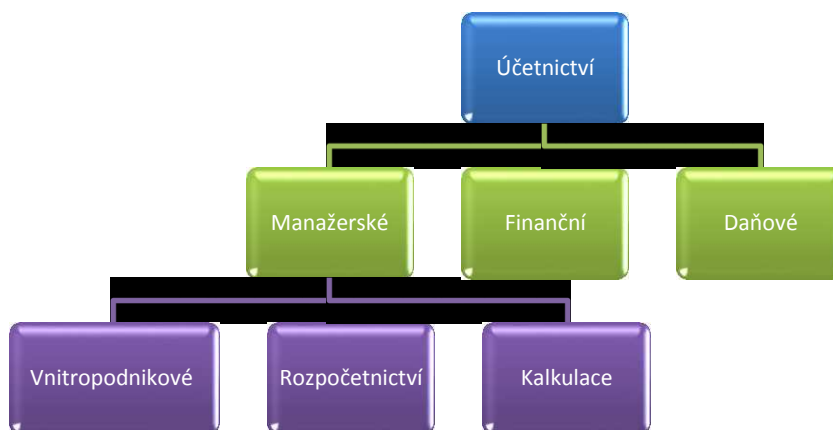 Účetnictví
Manažerské
Finanční
Daňové
Vnitropodnikové
Rozpočetnictví
Kalkulace